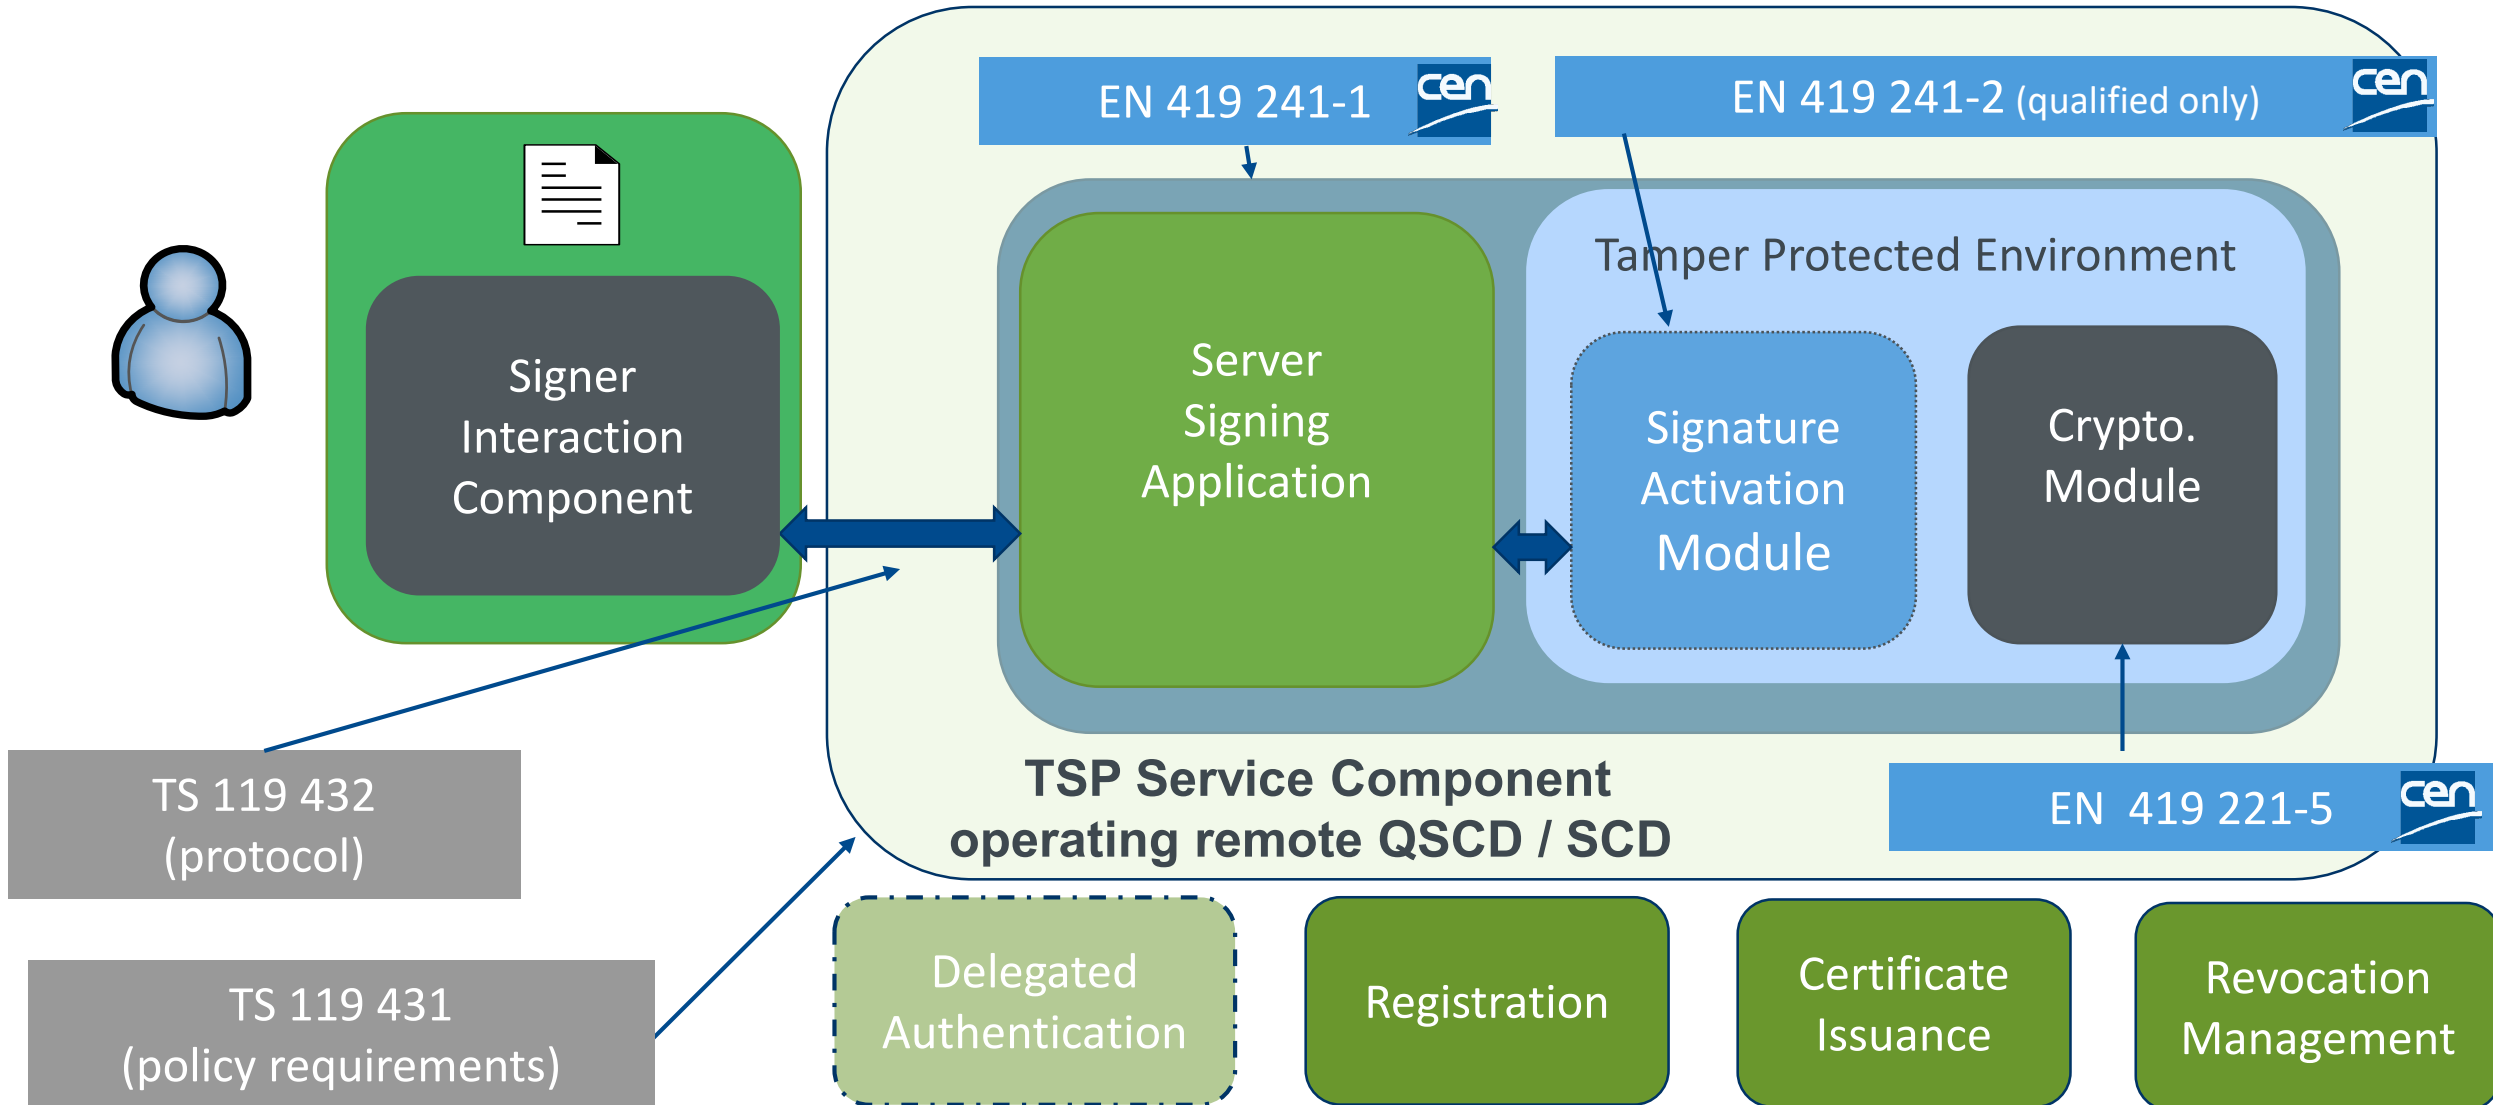 EN 419 241-1
cen
EN 419 241-2 (qualified only)
cen
Tamper Protected Environment
Signer
Interaction
Component
Server
Signing
Application
Signature
Activation
Module
Crypto.
Module
TSP Service Component
operating remote QSCD / SCD
EN 419 221-5
cen
TS 119 432
(protocol)
TS 119 431
(policy requirements)
Delegated
Authentication
Registration
Certificate
Issuance
Revocation
Management